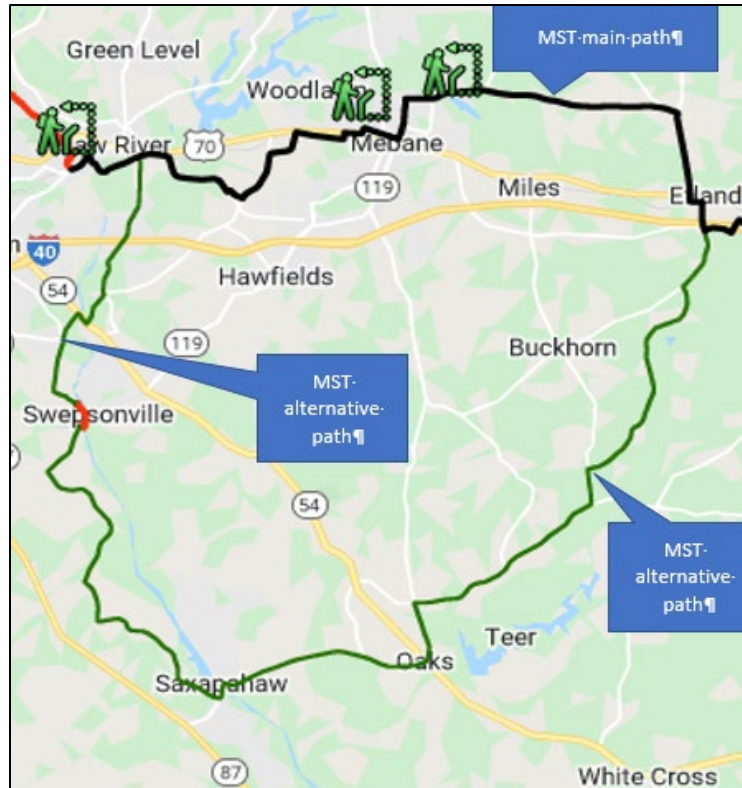 MST-main-path¶
Green Level
Woodla
aw River
70
Mebane
119
Miles
Efland
40
54
Hawfields
119
Buckhorn
MST-
alternative-
path¶
Swepsonville
54
MST-
alternative-
path¶
Teer
Oaks
Saxapahaw
87
White Cross